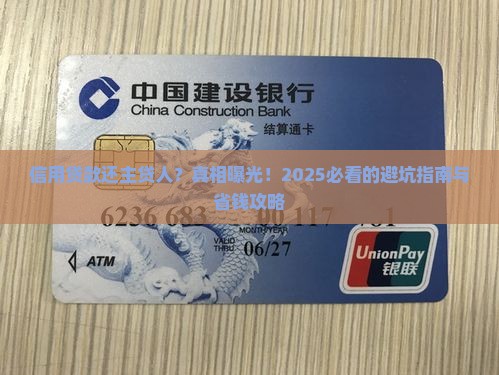 中国建设银行
China Construction Bank
结算通卡
信用贷款还主贷人？真相曝光！2025必看的避坑指南与
省钱攻略
6236 683 117
MONTH/YEAR
VALID
THRU
06/27
ATM
UnionPay
银联